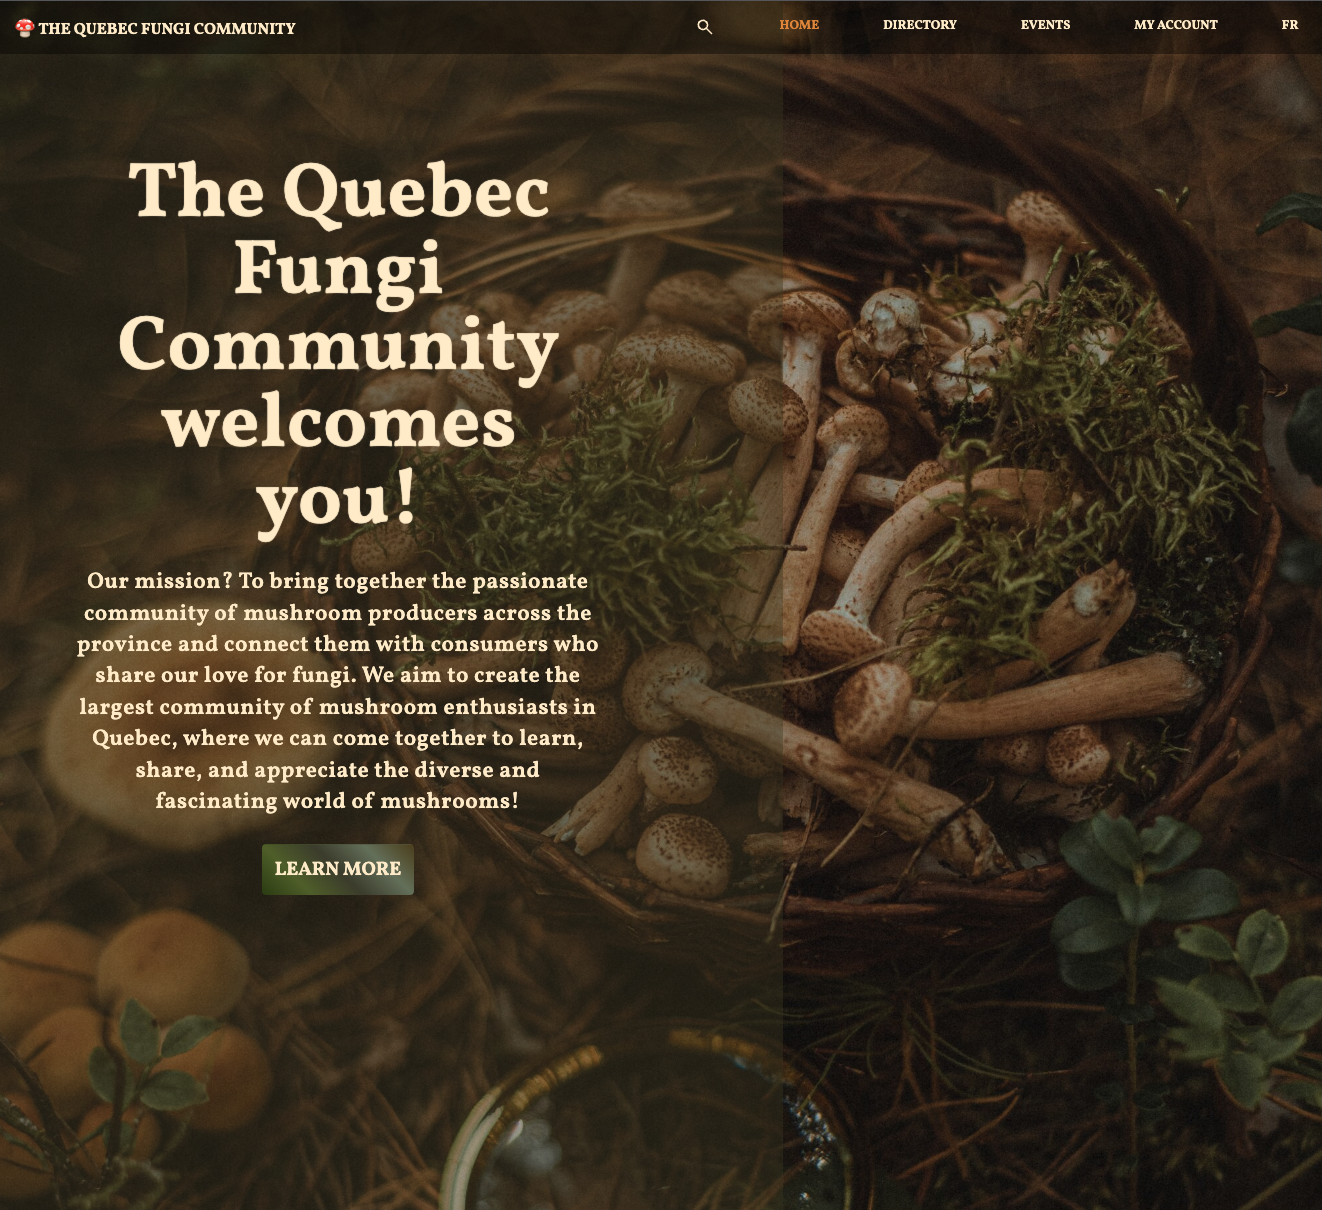 THE QUEBEC FUNGI COMMUNITY
HOME
DIRECTORY
EVENTS
MY ACCOUNT
FR
The Quebec
Fungi
Community
welcomes
you!
Our mission? To bring together the passionate
community of mushroom producers across the
province and connect them with consumers who
share our love for fungi. We aim to create the
largest community of mushroom enthusiasts in
Quebec, where we can come together to learn,
share, and appreciate the diverse and
fascinating world of mushrooms!
LEARN MORE